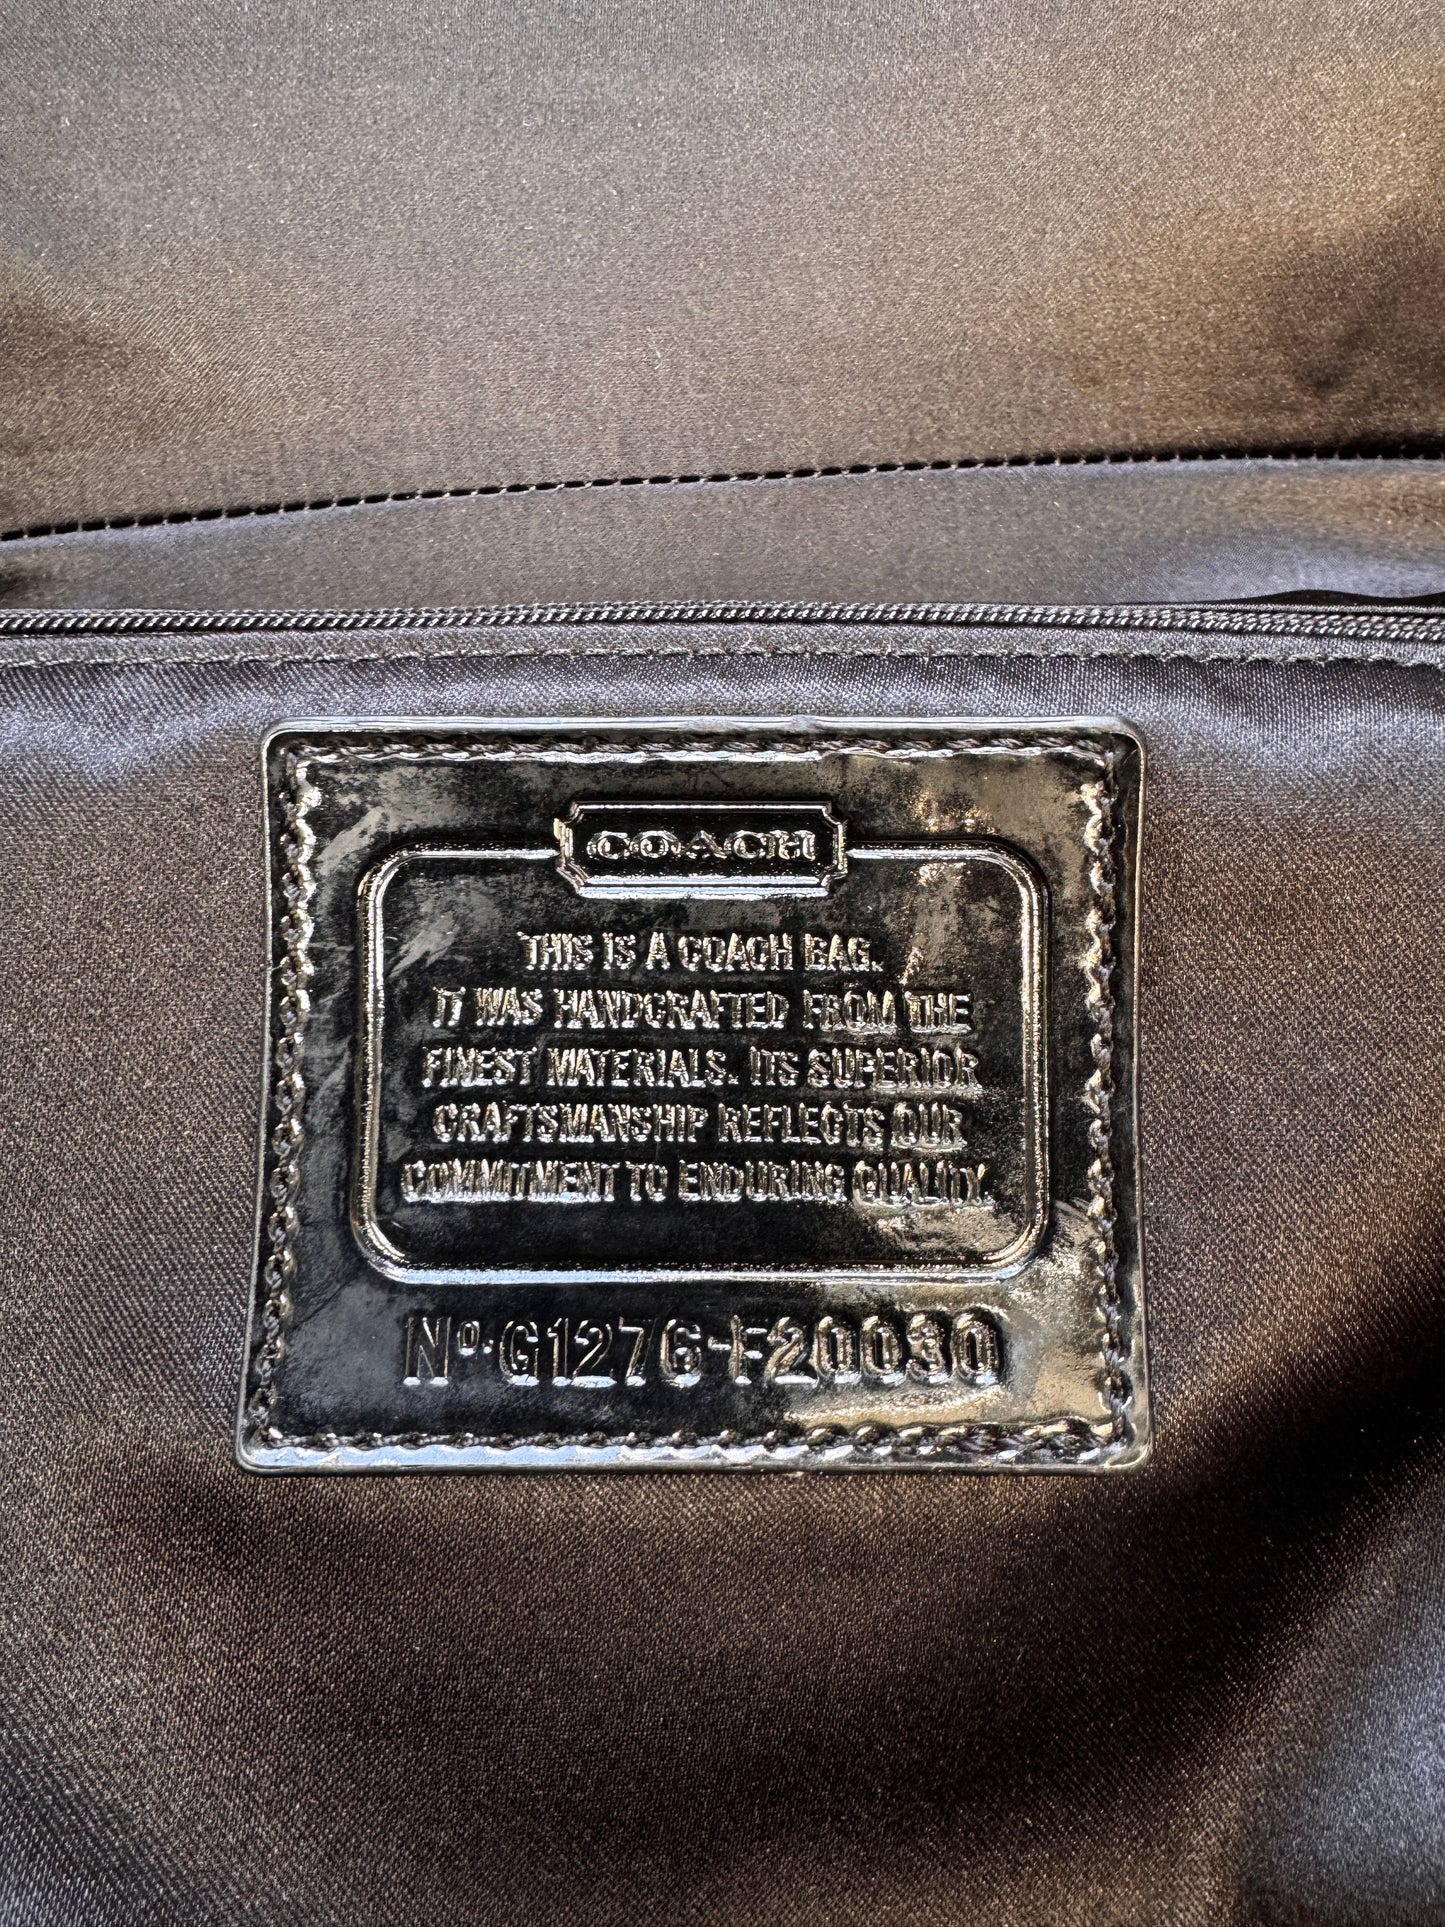 COACH
THIS IS A COACH BAG.
IT WAS HANDCRAFTED FROM THE
FINEST MATERIALS. ITS SUPERIOR
CRAFTSMANSHIP REFLECTS OUR
COMMITMENT TO ENDURING QUALITY.
Nº. G1276-F20030